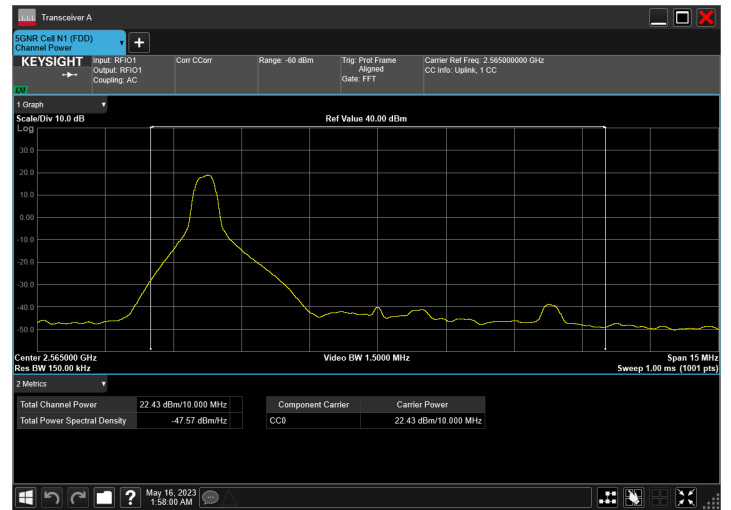 Transceiver A
5GNR Cell N1 (FDD)
Channel Power
KEYSIGHT
Input: RFIO1
Output: RFIO1
Coupling: AC
Corr CCorr
Range: -60 dBm
Trig: Prot Frame
Aligned
Gate: FFT
Carrier Ref Freq: 2.565000000 GHz
CC Info: Uplink, 1 CC
LXI
1 Graph
Scale/Div 10.0 dB
Ref Value 40.00 dBm
Log
30.0
20.0
10.0
0.00
-10.0
-20.0
-30.0
-40.0
-50.0
Center 2.565000 GHz
Video BW 1.5000 MHz
Span 15 MHz
Res BW 150.00 kHz
Sweep 1.00 ms (1001 pts)
2 Metrics
Total Channel Power 22.43 dBm/10.000 MHz
Total Power Spectral Density -47.57 dBm/Hz
Component Carrier Carrier Power
CC0 22.43 dBm/10.000 MHz
May 16, 2023
1:58:00 AM